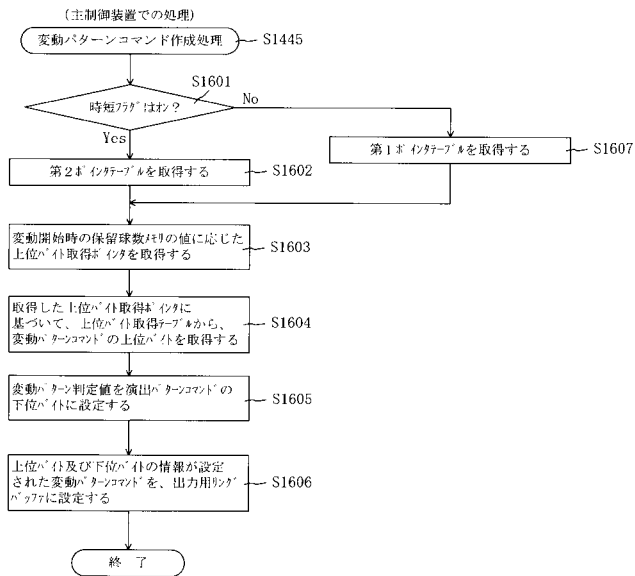 (主制御装置での処理)
変動パターンコマンド作成処理
S1445
S1601
時短フラグはオン?
No
Yes
第1ポインタテーブルを取得する
S1607
第2ポインタテーブルを取得する
S1602
変動開始時の保留球数メモリの値に応じた
上位バイト取得ポインタを取得する
S1603
取得した上位バイト取得ポインタに
基づいて、上位バイト取得テーブルから、
変動パターンコマンドの上位バイトを取得する
S1604
変動パターン判定値を演出パターンコマンドの
下位バイトに設定する
S1605
上位バイト及び下位バイトの情報が設定
された変動パターンコマンドを、出力用リング
バッファに設定する
S1606
終 了